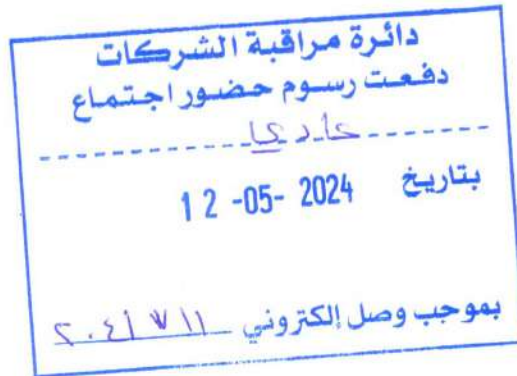 دائرة مراقبة الشركات
دفعت رسوم حضور اجتماع
عادي
بتاريخ 12 -05- 2024
بموجب وصل إلكتروني